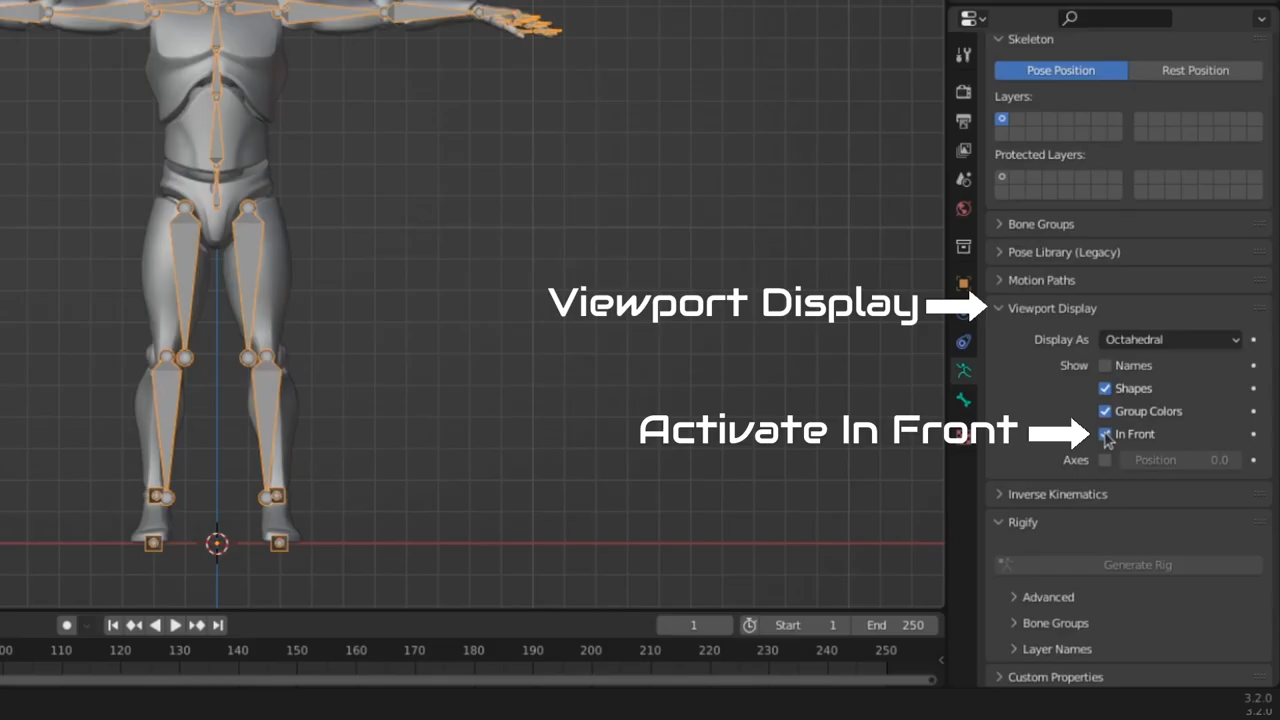 Skeleton
Pose Position Rest Position
Layers:
Protected Layers:
Bone Groups
Pose Library (Legacy)
Motion Paths
Viewport Display
Viewport Display
Display As Octahedral
Show Names
Shapes
Group Colors
Activate In Front
In Front
Axes Position 0.0
Inverse Kinematics
Rigify
Generate Rig
Advanced
Bone Groups
Layer Names
Custom Properties
1 Start 1 End 250
00 110 120 130 140 150 160 170 180 190 200 210 220 230 240 250
3.2.0
3.2.0